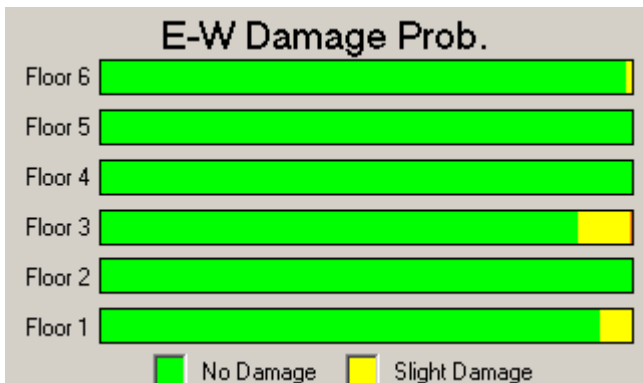 E-W Damage Prob.
Floor 6
Floor 5
Floor 4
Floor 3
Floor 2
Floor 1
No Damage Slight Damage